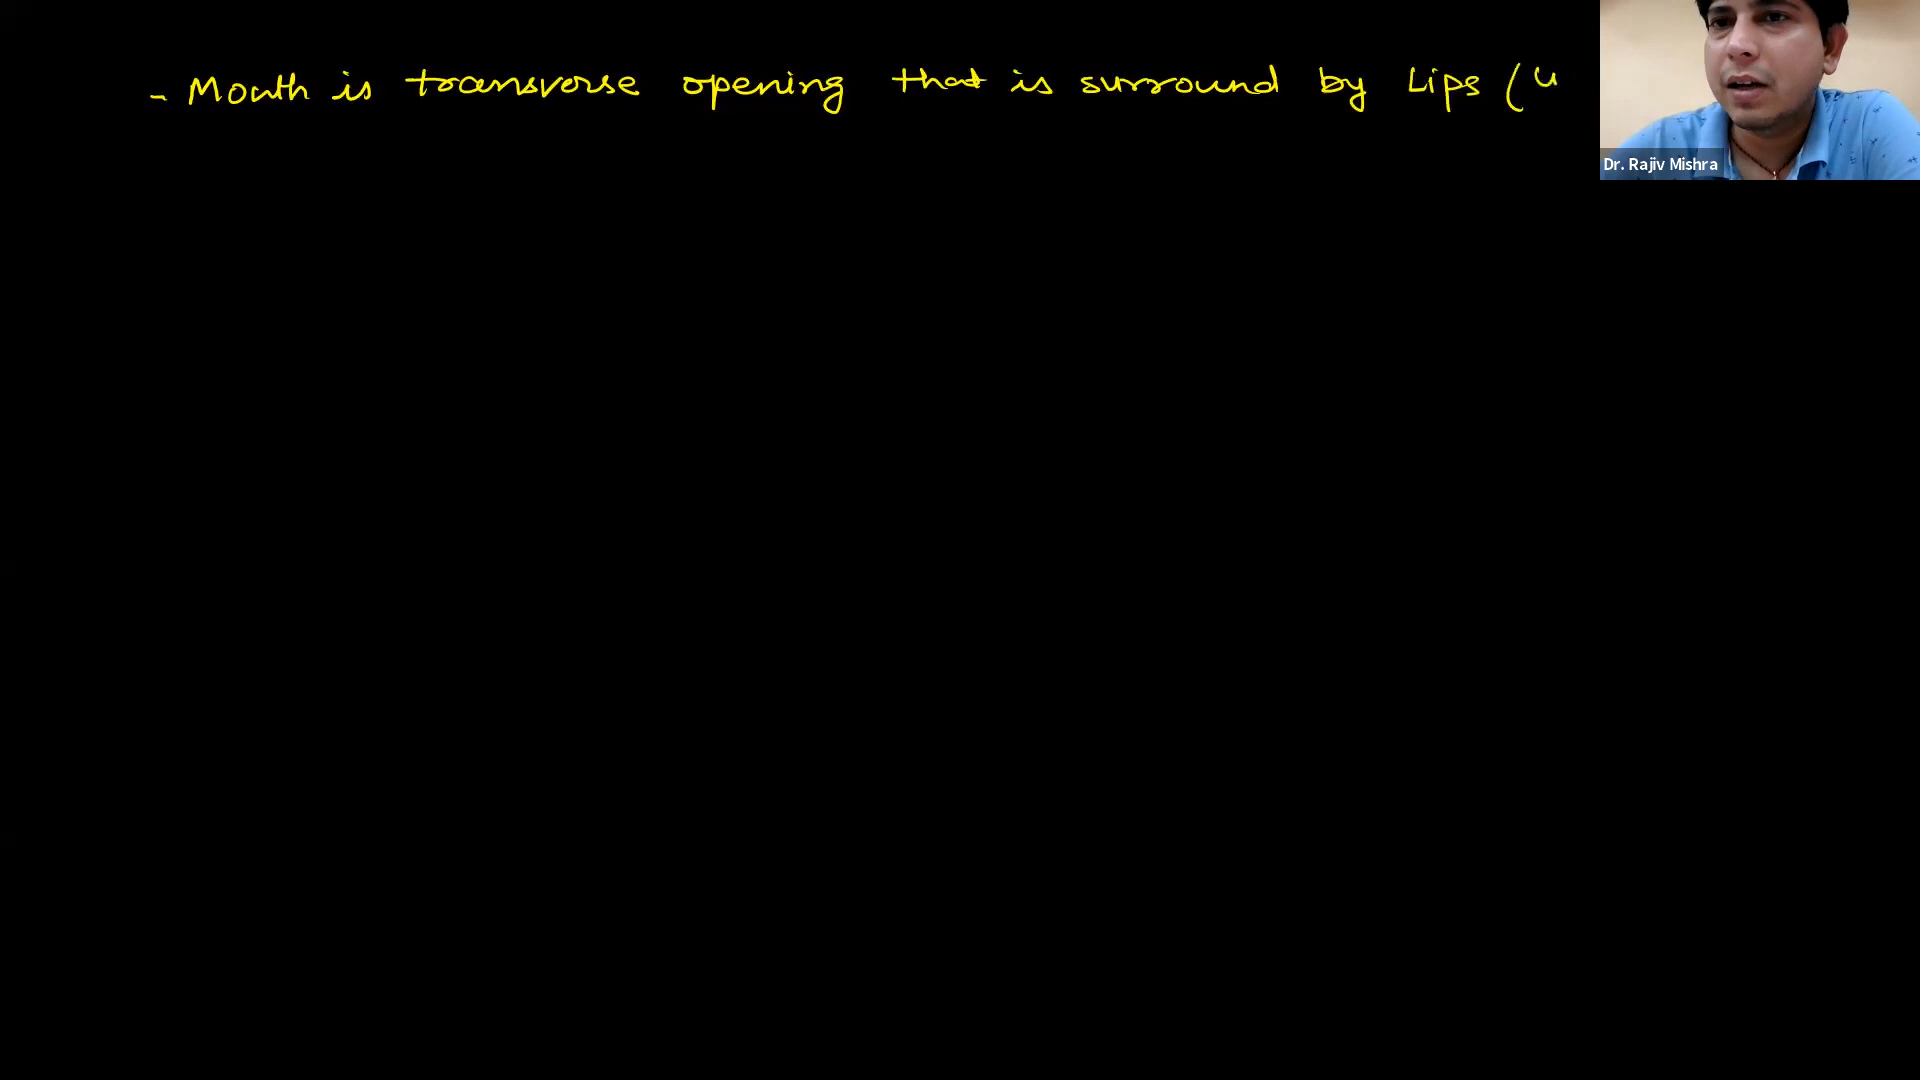 - Mouth is transverse opening that is surround by Lips (u
Dr. Rajiv Mishra